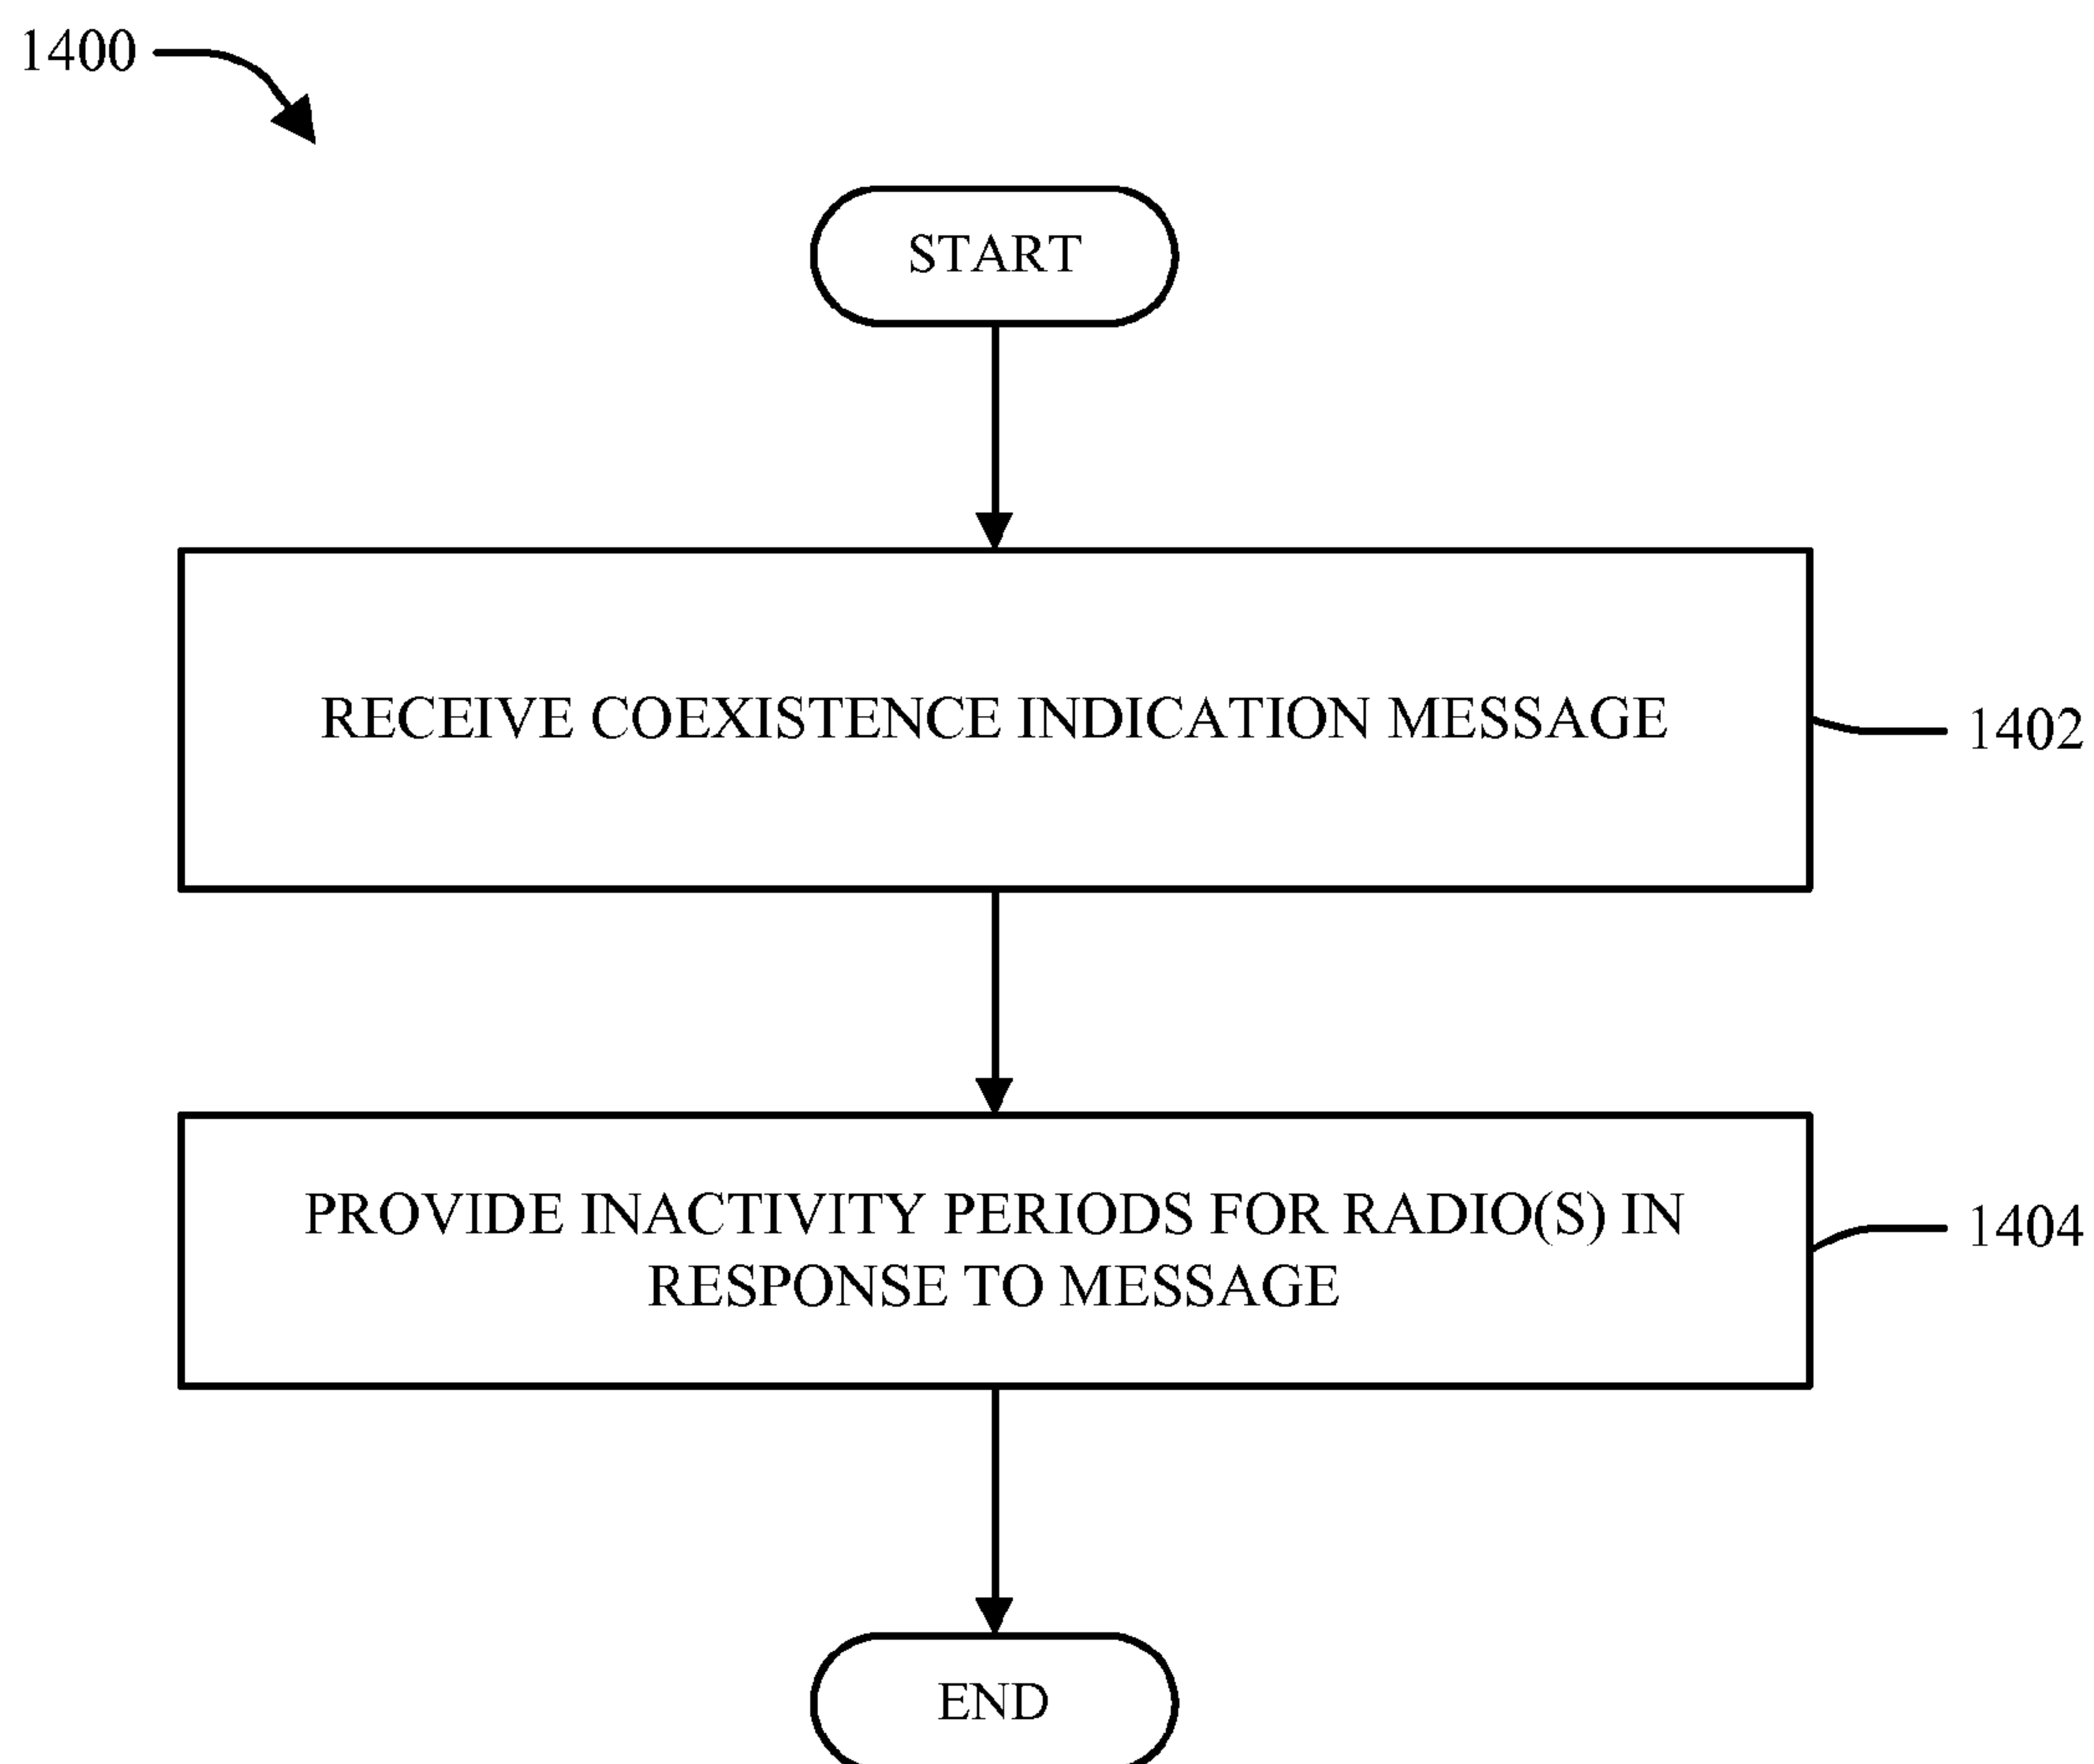 1400
START
RECEIVE COEXISTENCE INDICATION MESSAGE
1402
PROVIDE INACTIVITY PERIODS FOR RADIO(S) IN
RESPONSE TO MESSAGE
1404
END